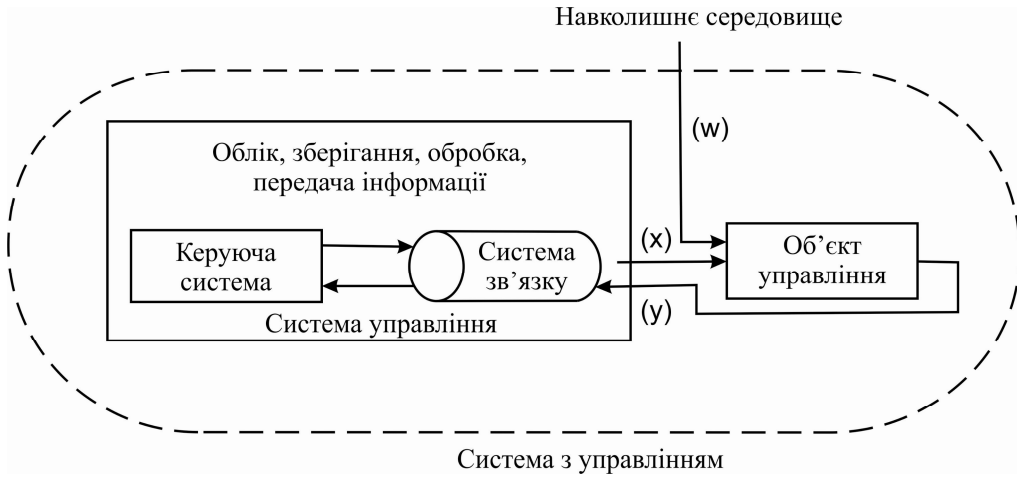 Навколишнє середовище
(w)
Облік, зберігання, обробка,
передача інформації
Керуюча
система
Система
зв’язку
(x)
(y)
Об’єкт
управління
Система управління
Система з управлінням